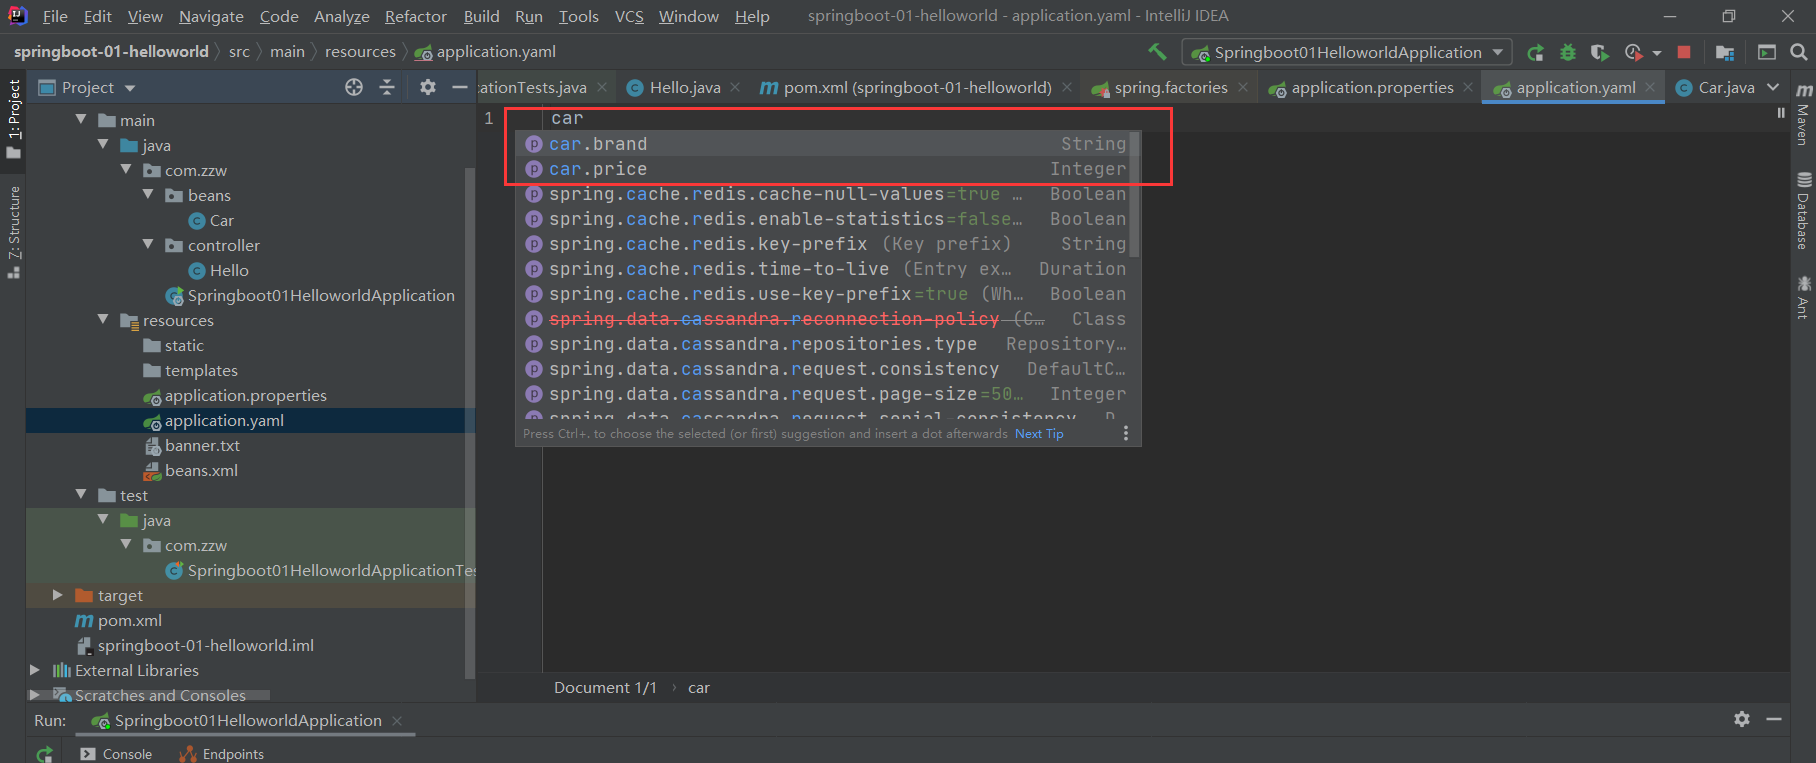 File Edit View Navigate Code Analyze Refactor Build Run Tools VCS Window Help springboot-01-helloworld - application.yaml - IntelliJ IDEA
springboot-01-helloworld src main resources application.yaml Springboot01HelloworldApplication
Project cationTests.java Hello.java pom.xml (springboot-01-helloworld) spring.factories application.properties application.yaml Car.java
1: Project
7: Structure
main
java
com.zzw
beans
Car
controller
Hello
Springboot01HelloworldApplication
resources
static
templates
application.properties
application.yaml
banner.txt
beans.xml
test
java
com.zzw
Springboot01HelloworldApplicationTes
target
pom.xml
springboot-01-helloworld.iml
External Libraries
Scratches and Consoles
1 car
car.brand String
car.price Integer
spring.cache.redis.cache-null-values=true … Boolean
spring.cache.redis.enable-statistics=false… Boolean
spring.cache.redis.key-prefix (Key prefix) String
spring.cache.redis.time-to-live (Entry ex… Duration
spring.cache.redis.use-key-prefix=true (Wh… Boolean
spring.data.cassandra.reconnection-policy (C… Class
spring.data.cassandra.repositories.type Repository…
spring.data.cassandra.request.consistency DefaultC…
spring.data.cassandra.request.page-size=50… Integer
spring.data.cassandra.request.serial-consistency D…
Press Ctrl+. to choose the selected (or first) suggestion and insert a dot afterwards Next Tip
Document 1/1 car
Maven
Database
Ant
Run: Springboot01HelloworldApplication
Console Endpoints